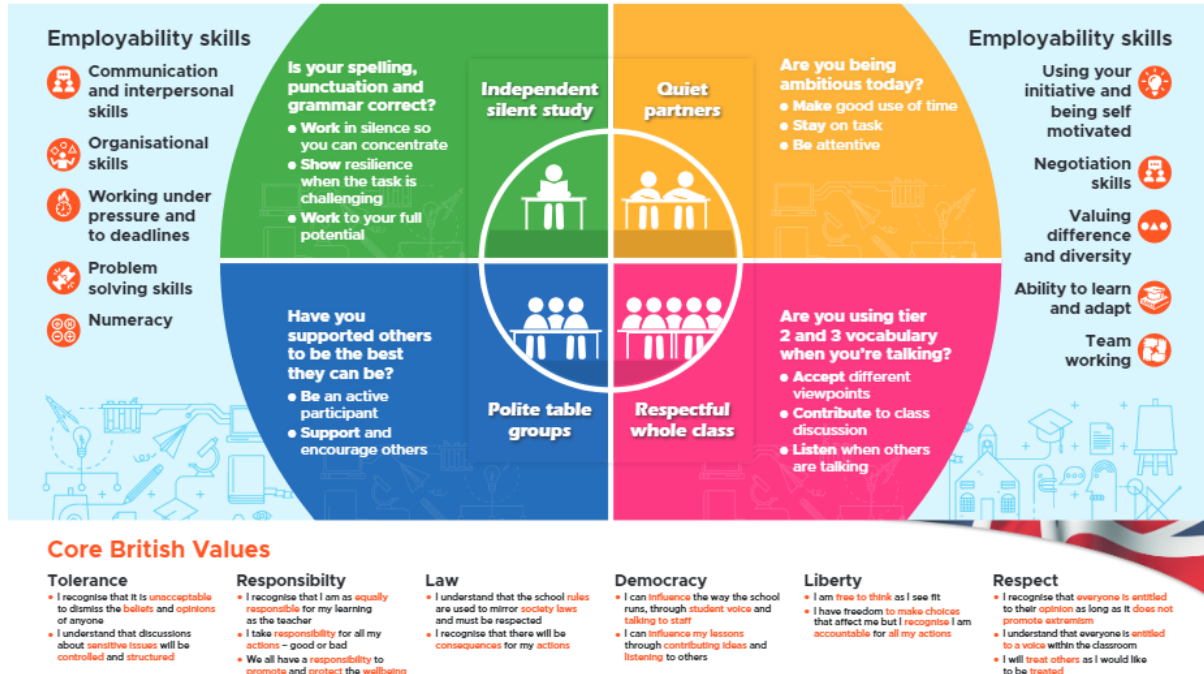 Employability skills
Communication
and interpersonal
skills
Organisational
skills
Working under
pressure and
to deadlines
Problem
solving skills
Numeracy
Is your spelling,
punctuation and
grammar correct?
• Work in silence so
you can concentrate
• Show resilience
when the task is
challenging
• Work to your full
potential
Independent
silent study
Quiet
partners
Are you being
ambitious today?
• Make good use of time
• Stay on task
• Be attentive
Have you
supported others
to be the best
they can be?
• Be an active
participant
• Support and
encourage others
Polite table
groups
Respectful
whole class
Are you using tier
2 and 3 vocabulary
when you're talking?
• Accept different
viewpoints
• Contribute to class
discussion
• Listen when others
are talking
Employability skills
Using your
initiative and
being self
motivated
Negotiation
skills
Valuing
difference
and diversity
Ability to learn
and adapt
Team
working
Core British Values
Tolerance
• I recognise that it is unacceptable
to dismiss the beliefs and opinions
of anyone
• I understand that discussions
about sensitive issues will be
controlled and structured
Responsibilty
• I recognise that I am as equally
responsible for my learning
as the teacher
• I take responsibility for all my
actions – good or bad
• We all have a responsibility to
promote and protect the wellbeing
Law
• I understand that the school rules
are used to mirror society laws
and must be respected
• I recognise that there will be
consequences for my actions
Democracy
• I can influence the way the school
runs, through student voice and
talking to staff
• I can influence my lessons
through contributing ideas and
listening to others
Liberty
• I am free to think as I see fit
• I have freedom to make choices
that affect me but I recognise I am
accountable for all my actions
Respect
• I recognise that everyone is entitled
to their opinion as long as it does not
promote extremism
• I understand that everyone is entitled
to a voice within the classroom
• I will treat others as I would like
to be treated